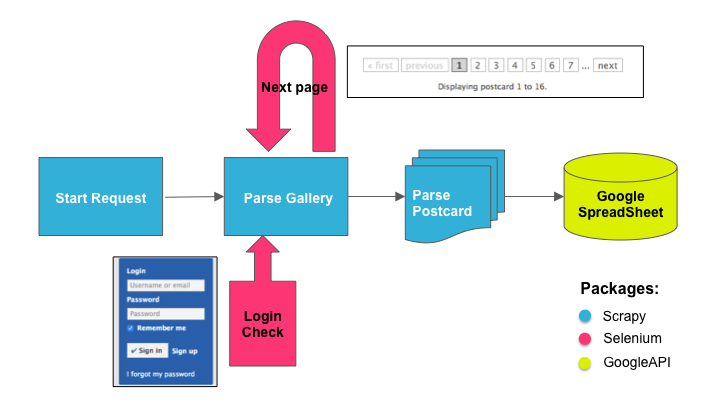 Next page
< first previous 1 2 3 4 5 6 7 ... next
Displaying postcard 1 to 16.
Start Request
Parse Gallery
Parse
Postcard
Google
SpreadSheet
Login
Username or email
Password
Password
Remember me
Sign in Sign up
I forgot my password
Login
Check
Packages:
Scrapy
Selenium
GoogleAPI